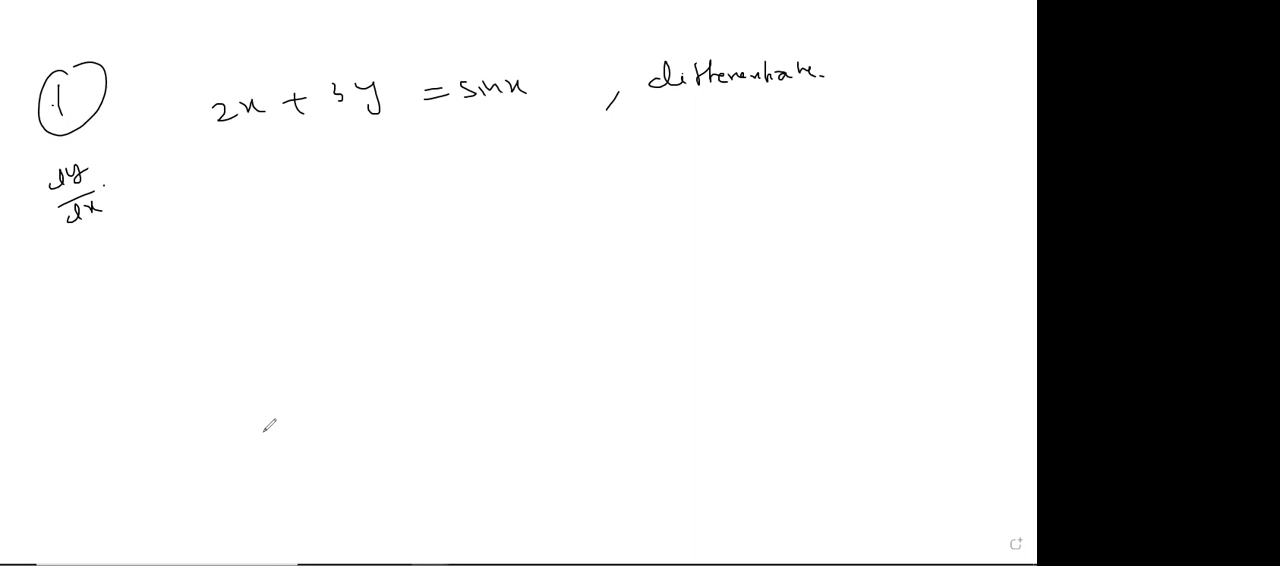 1 2x + 3y = sinx , differentiate.
dy
dx